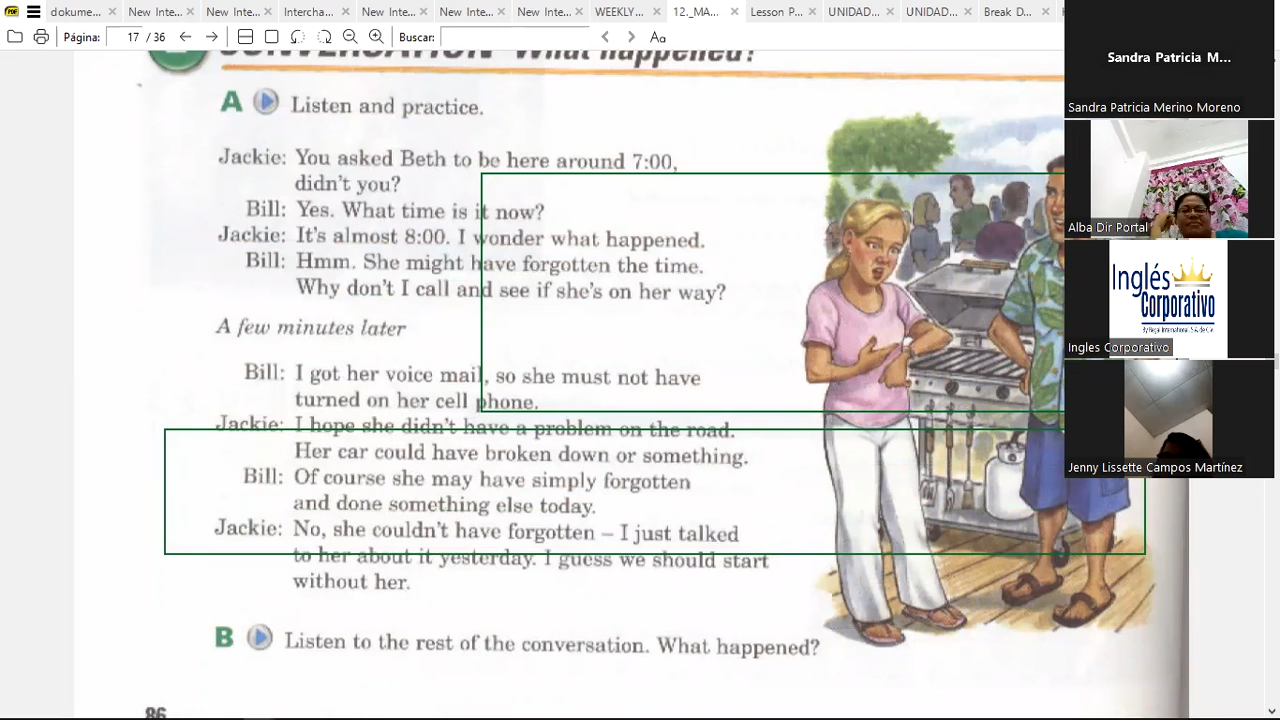 dokume...
New Inte...
New Inte...
Intercha...
New Inte...
New Inte...
New Inte...
WEEKLY...
12._MA...
Lesson P...
UNIDAD...
UNIDAD...
Break D...
Página: 17 / 36
Buscar:
Aa
CONVERSATION What happened?
A Listen and practice.
Jackie: You asked Beth to be here around 7:00,
didn't you?
Bill: Yes. What time is it now?
Jackie: It's almost 8:00. I wonder what happened.
Bill: Hmm. She might have forgotten the time.
Why don't I call and see if she's on her way?
A few minutes later
Bill: I got her voice mail, so she must not have
turned on her cell phone.
Jackie: I hope she didn't have a problem on the road.
Her car could have broken down or something.
Bill: Of course she may have simply forgotten
and done something else today.
Jackie: No, she couldn't have forgotten – I just talked
to her about it yesterday. I guess we should start
without her.
B Listen to the rest of the conversation. What happened?
86
Sandra Patricia M...
Sandra Patricia Merino Moreno
Alba Dir Portal
Inglés
Corporativo
By Regal International, S.A. de C.V.
Ingles Corporativo
Jenny Lissette Campos Martínez